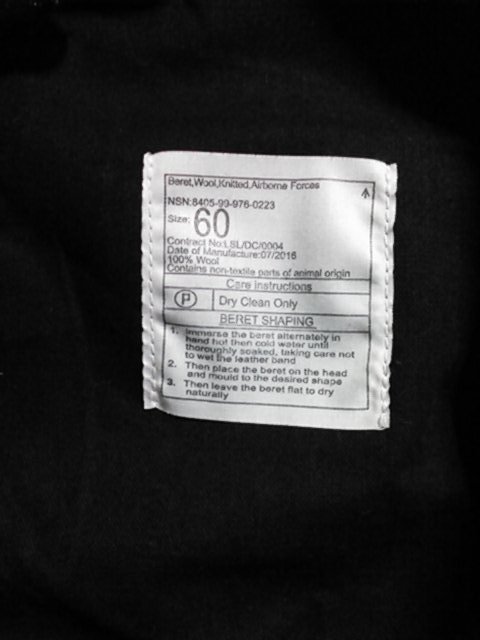 Beret,Wool,Knitted,Airborne Forces
NSN:8405-99-976-0223
Size: 60
Contract No:LSL/DC/0004
Date of Manufacture:07/2016
100% Wool
Contains non-textile parts of animal origin
Care Instructions
P Dry Clean Only
BERET SHAPING
1. Immerse the beret alternately in
hand hot then cold water until
thoroughly soaked, taking care not
to wet the leather band
2. Then place the beret on the head
and mould to the desired shape
3. Then leave the beret flat to dry
naturally